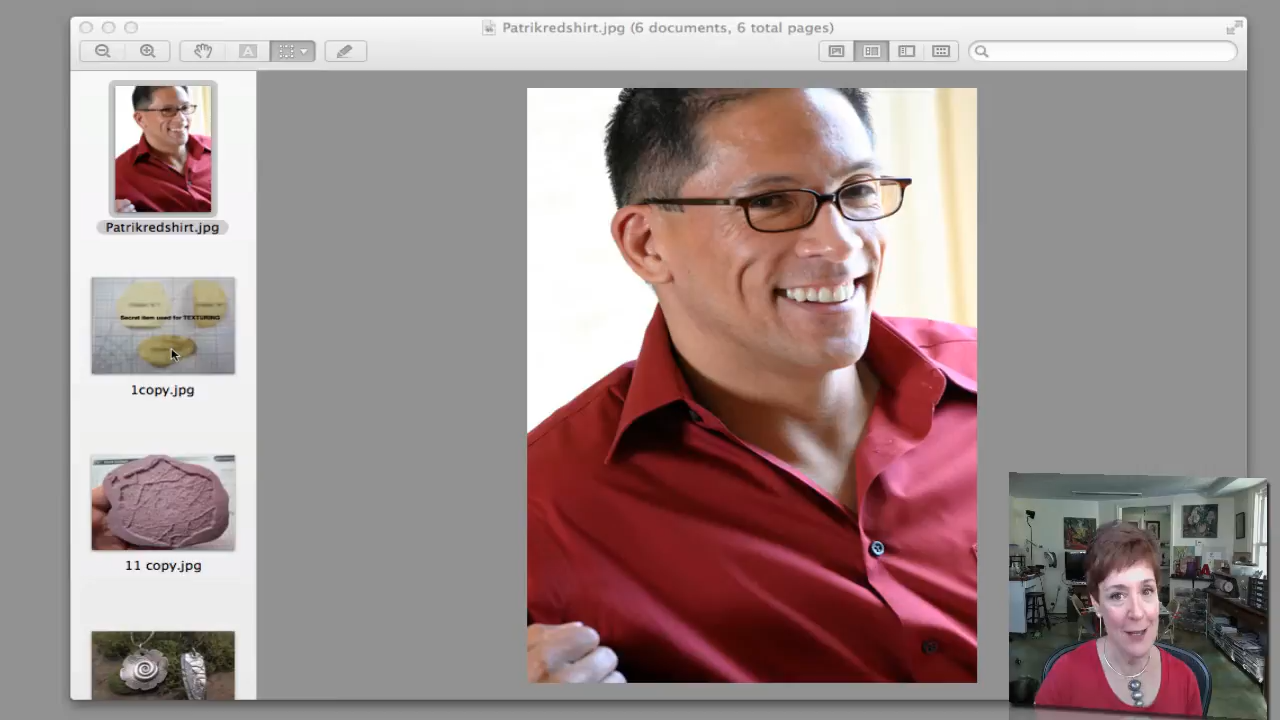 Patrikredshirt.jpg (6 documents, 6 total pages)
A
Patrikredshirt.jpg
Secret item used for TEXTURING
1copy.jpg
11 copy.jpg